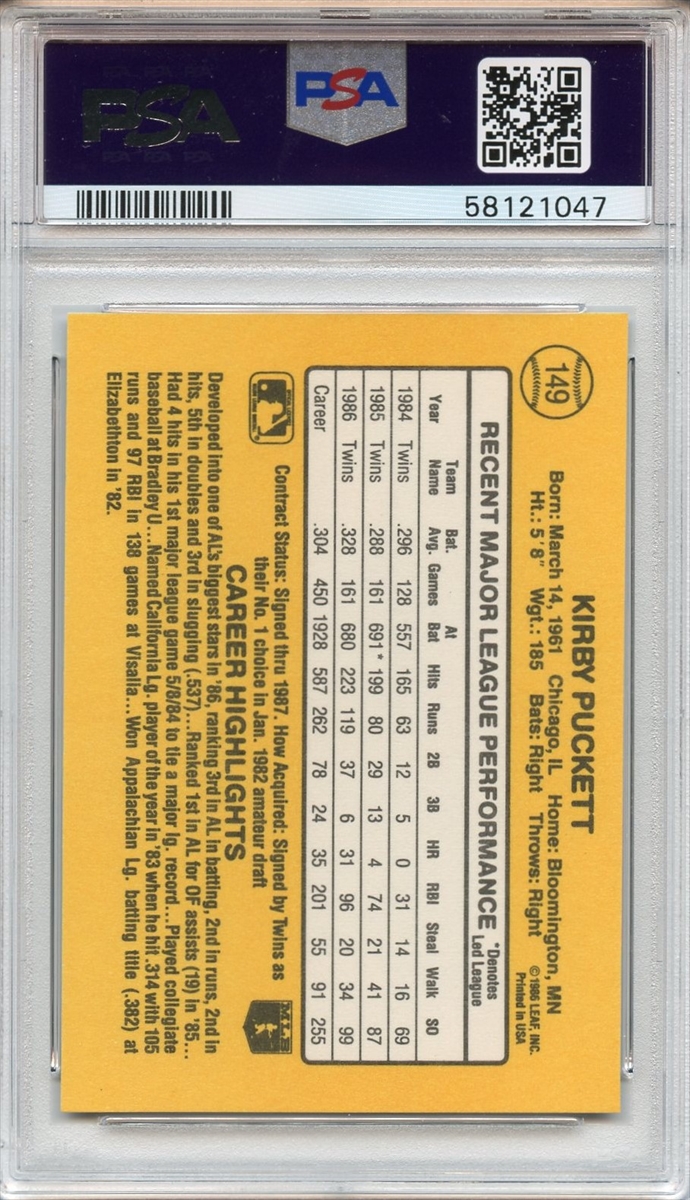 PSA
PSA
58121047
149
KIRBY PUCKETT
Born: March 14, 1961 Chicago, IL Home: Bloomington, MN
Ht.: 5'8" Wgt.: 185 Bats: Right Throws: Right
©1986 LEAF, INC.
Printed in USA
RECENT MAJOR LEAGUE PERFORMANCE
*Denotes
Led League
Year Team Name Bat. Avg. Games At Bat Hits Runs 2B 3B HR RBI Steal Walk SO
1984 Twins .296 128 557 165 63 12 5 0 31 14 16 69
1985 Twins .288 161 691* 199 80 29 13 4 74 21 41 87
1986 Twins .328 161 680 223 119 37 6 31 96 20 34 99
Career .304 450 1928 587 262 78 24 35 201 55 91 255
Contract Status: Signed thru 1987. How Acquired: Signed by Twins as
their No. 1 choice in Jan. 1982 amateur draft
MLB
CAREER HIGHLIGHTS
Developed into one of AL's biggest stars in '86, ranking 3rd in AL in batting, 2nd in runs, 2nd in
hits, 5th in doubles and 3rd in slugging (.537)...Ranked 1st in AL for OF assists (19) in '85...
Had 4 hits in his 1st major league game 5/8/84 to tie a major lg. record...Played collegiate
baseball at Bradley U...Named California Lg. player of the year in '83 when he hit .314 with 105
runs and 97 RBI in 138 games at Visalia...Won Appalachian Lg. batting title (.382) at
Elizabethton in '82.